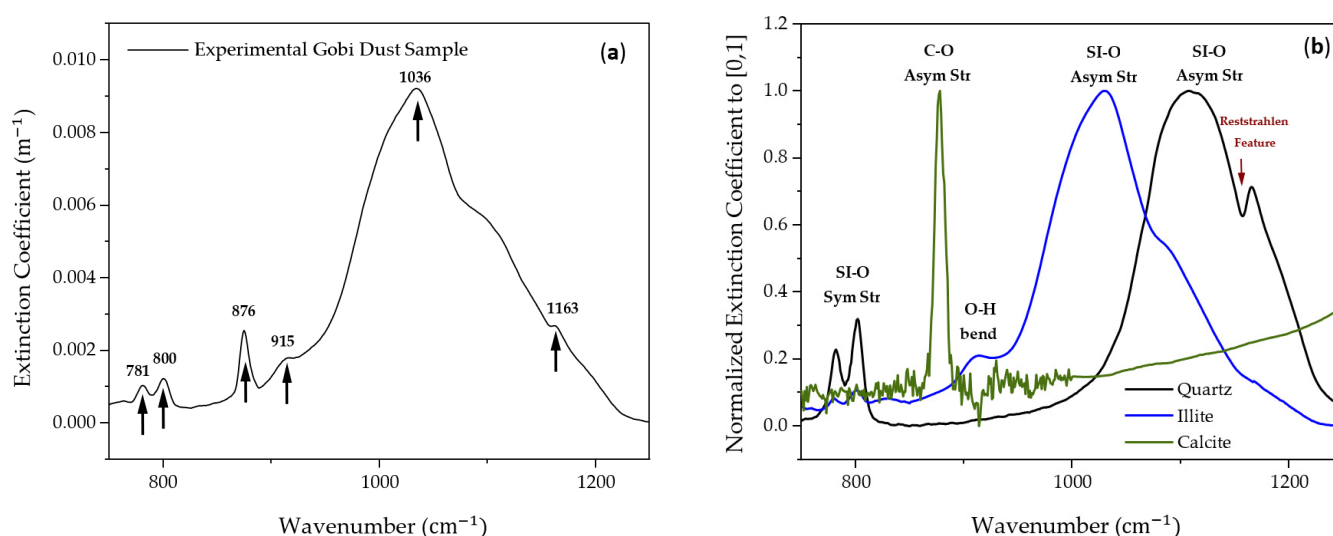 Experimental Gobi Dust Sample
(a)
0.010
0.008
0.006
0.004
0.002
0.000
Extinction Coefficient (m⁻¹)
781
800
876
915
1036
1163
800
1000
1200
Wavenumber (cm⁻¹)
(b)
1.2
1.0
0.8
0.6
0.4
0.2
0.0
Normalized Extinction Coefficient to [0,1]
SI-O
Sym Str
C-O
Asym Str
O-H
bend
SI-O
Asym Str
SI-O
Asym Str
Reststrahlen
Feature
Quartz
Illite
Calcite
800
1000
1200
Wavenumber (cm⁻¹)